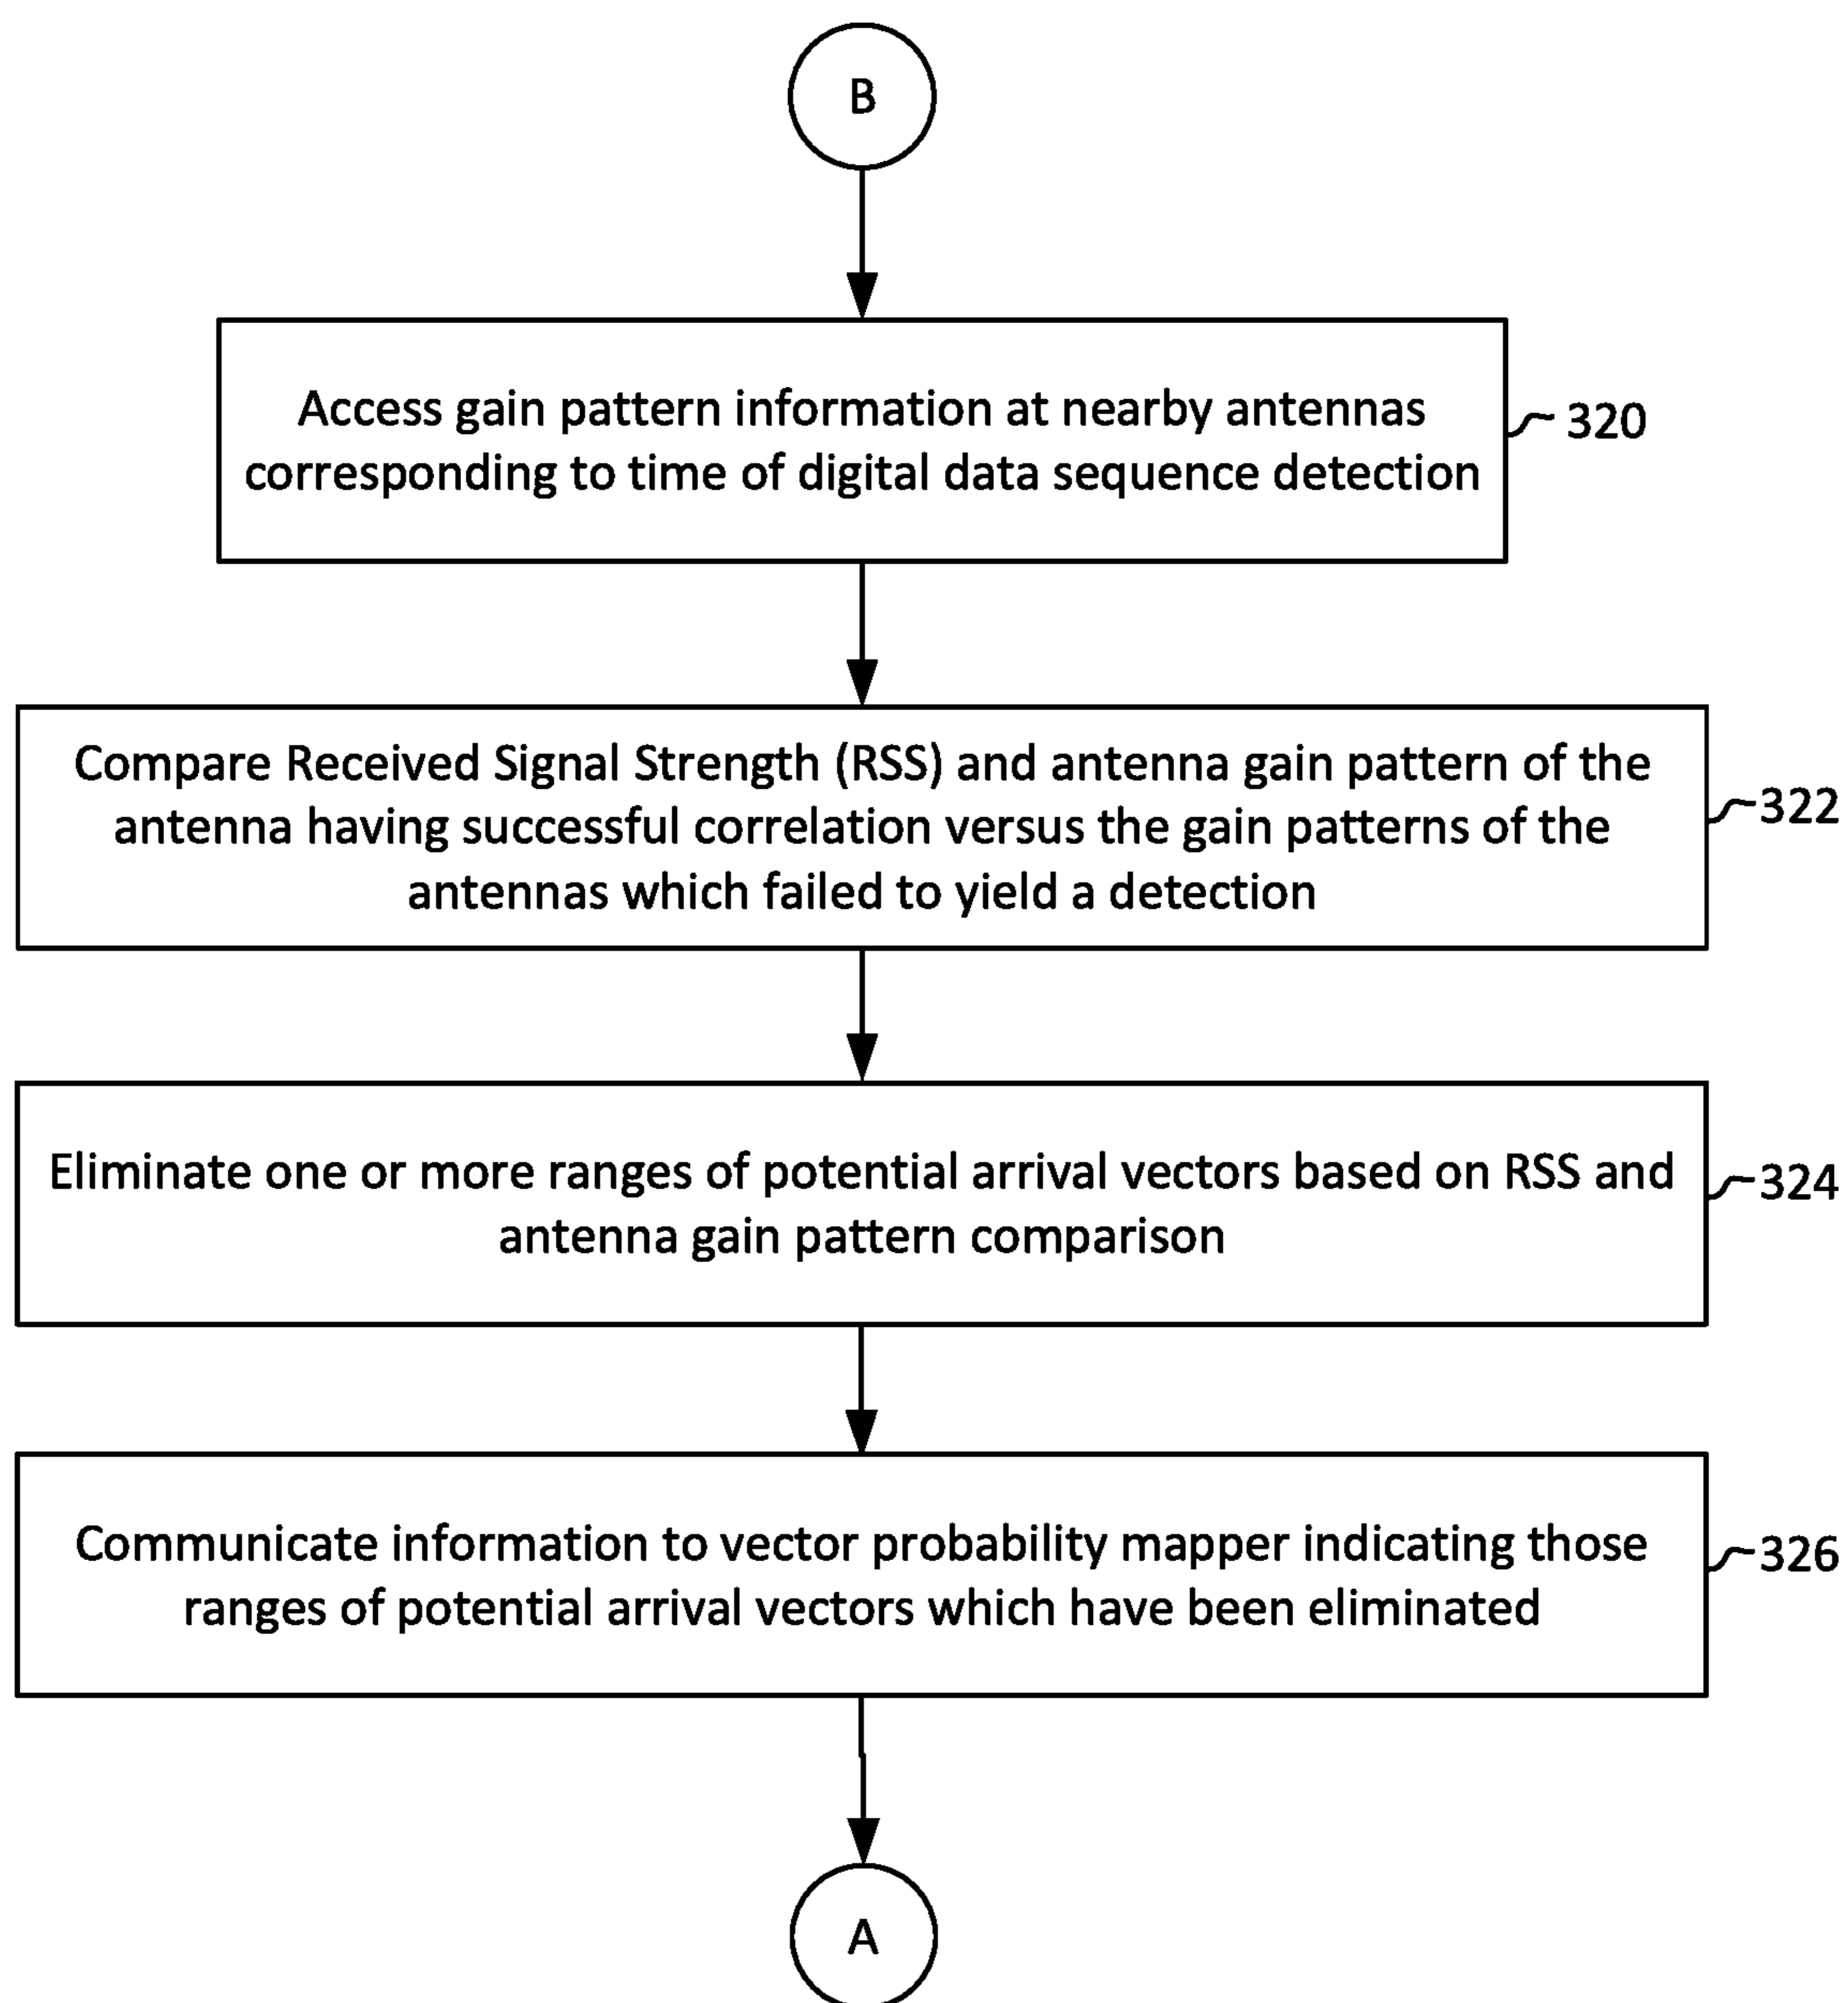 B
Access gain pattern information at nearby antennas
corresponding to time of digital data sequence detection
320
Compare Received Signal Strength (RSS) and antenna gain pattern of the
antenna having successful correlation versus the gain patterns of the
antennas which failed to yield a detection
322
Eliminate one or more ranges of potential arrival vectors based on RSS and
antenna gain pattern comparison
324
Communicate information to vector probability mapper indicating those
ranges of potential arrival vectors which have been eliminated
326
A